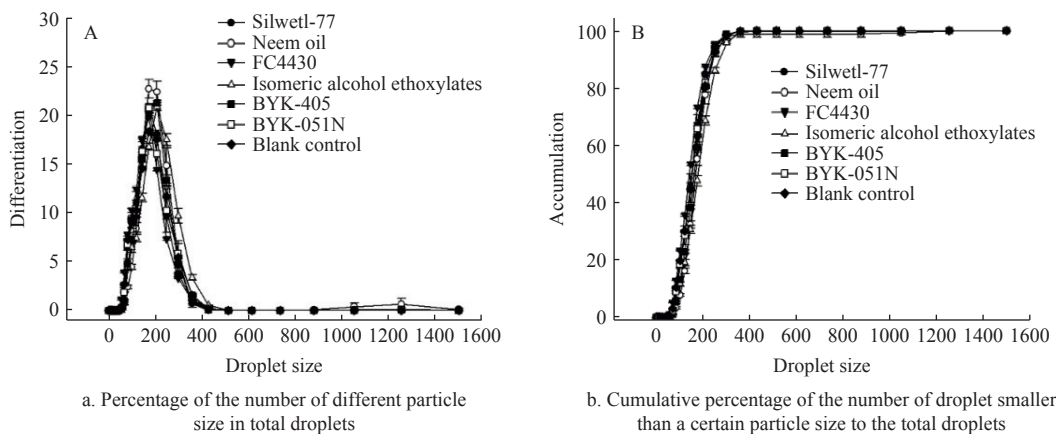 30
25
20
15
10
5
0
Differentiation
A
Silwetl-77
Neem oil
FC4430
Isomeric alcohol ethoxylates
BYK-405
BYK-051N
Blank control
0 200 400 600 800 1000 1200 1400 1600
Droplet size
a. Percentage of the number of different particle
size in total droplets
100
80
60
40
20
0
Accumulation
B
Silwetl-77
Neem oil
FC4430
Isomeric alcohol ethoxylates
BYK-405
BYK-051N
Blank control
0 200 400 600 800 1000 1200 1400 1600
Droplet size
b. Cumulative percentage of the number of droplet smaller
than a certain particle size to the total droplets